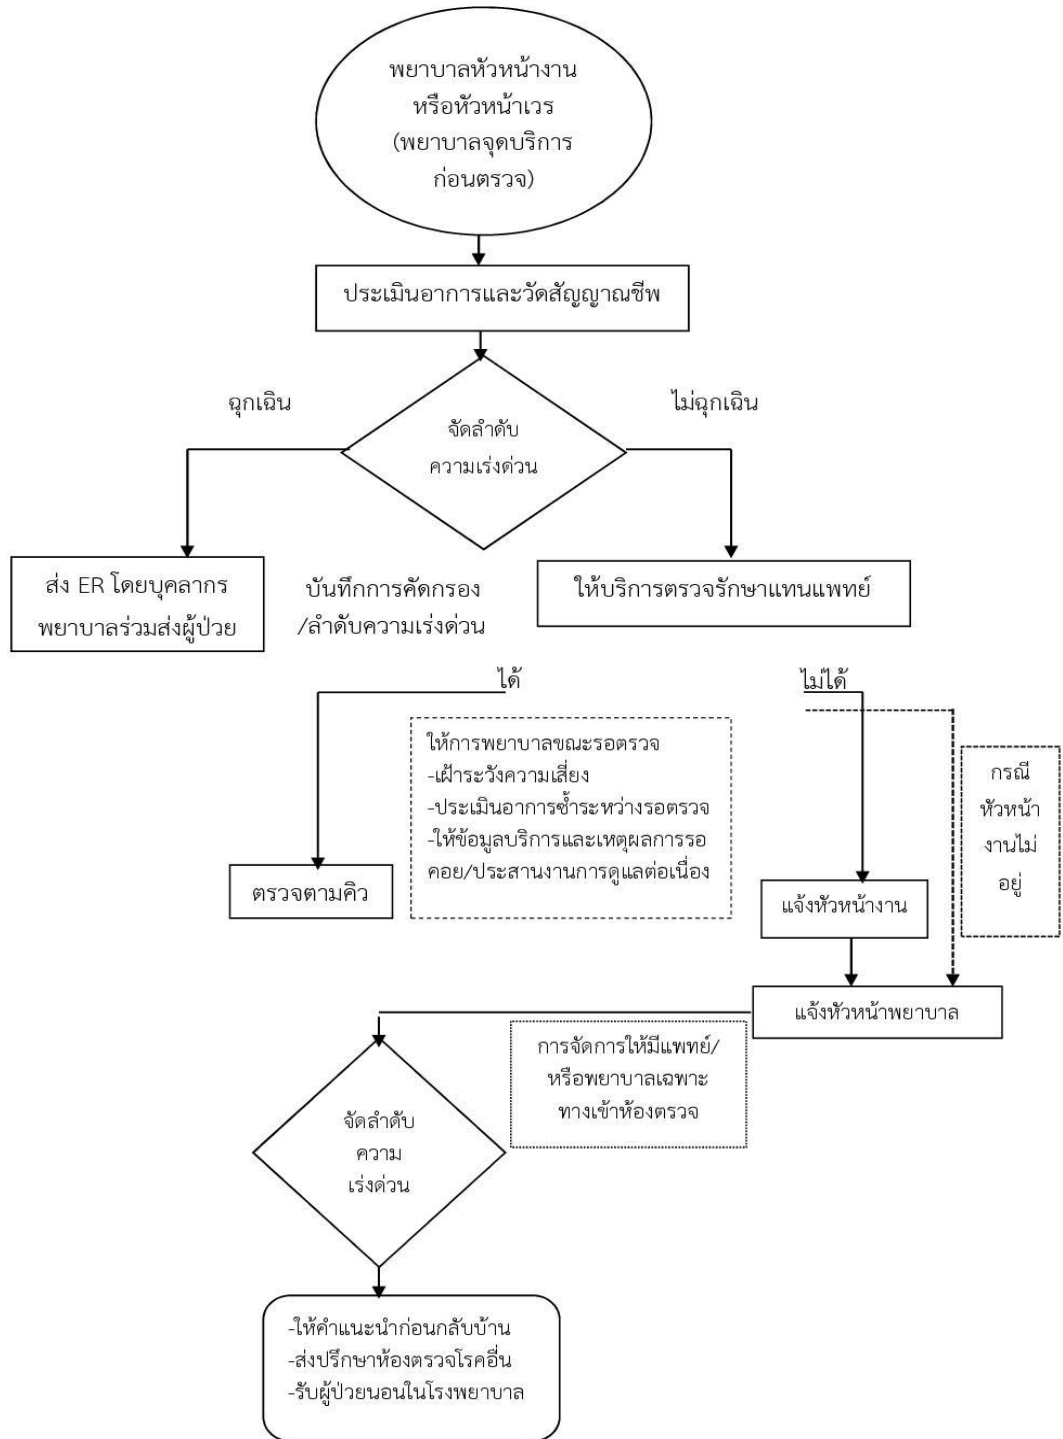 พยาบาลหัวหน้างาน
หรือหัวหน้าเวร
(พยาบาลจุดบริการ
ก่อนตรวจ)
ประเมินอาการและวัดสัญญาณชีพ
ฉุกเฉิน
ไม่ฉุกเฉิน
จัดลำดับ
ความเร่งด่วน
ส่ง ER โดยบุคลากร
พยาบาลร่วมส่งผู้ป่วย
บันทึกการคัดกรอง
/ลำดับความเร่งด่วน
ให้บริการตรวจรักษาแทนแพทย์
ได้
ไม่ได้
ให้การพยาบาลขณะรอตรวจ
-เฝ้าระวังความเสี่ยง
-ประเมินอาการซ้ำระหว่างรอตรวจ
-ให้ข้อมูลบริการและเหตุผลการรอ
คอย/ประสานงานการดูแลต่อเนื่อง
กรณี
หัวหน้า
งานไม่
อยู่
ตรวจตามคิว
แจ้งหัวหน้างาน
แจ้งหัวหน้าพยาบาล
การจัดการให้มีแพทย์/
หรือพยาบาลเฉพาะ
ทางเข้าห้องตรวจ
จัดลำดับ
ความ
เร่งด่วน
-ให้คำแนะนำก่อนกลับบ้าน
-ส่งปรึกษาห้องตรวจโรคอื่น
-รับผู้ป่วยนอนในโรงพยาบาล